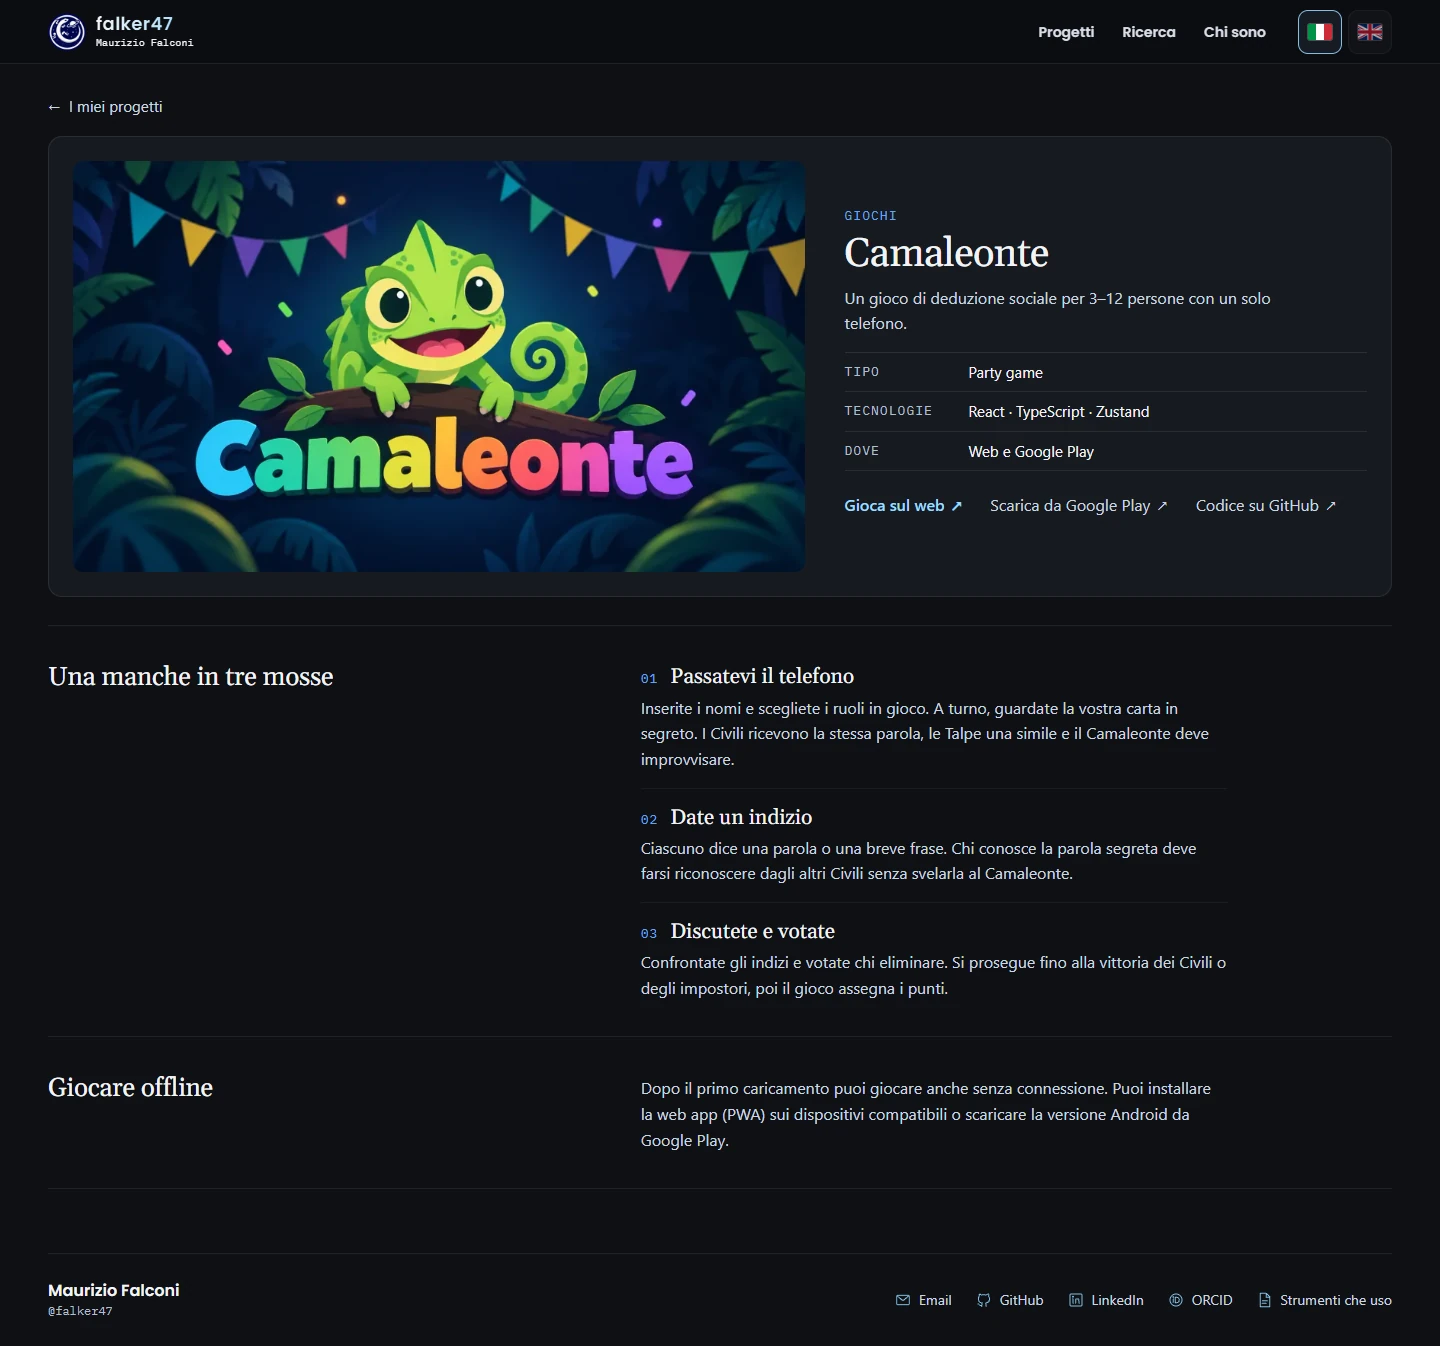 falker47
Maurizio Falconi
Progetti
Ricerca
Chi sono
← I miei progetti
Camaleonte
GIOCHI
Camaleonte
Un gioco di deduzione sociale per 3–12 persone con un solo
telefono.
TIPO
Party game
TECNOLOGIE
React · TypeScript · Zustand
DOVE
Web e Google Play
Gioca sul web ↗
Scarica da Google Play ↗
Codice su GitHub ↗
Una manche in tre mosse
01 Passatevi il telefono
Inserite i nomi e scegliete i ruoli in gioco. A turno, guardate la vostra carta in
segreto. I Civili ricevono la stessa parola, le Talpe una simile e il Camaleonte deve
improvvisare.
02 Date un indizio
Ciascuno dice una parola o una breve frase. Chi conosce la parola segreta deve
farsi riconoscere dagli altri Civili senza svelarla al Camaleonte.
03 Discutete e votate
Confrontate gli indizi e votate chi eliminare. Si prosegue fino alla vittoria dei Civili o
degli impostori, poi il gioco assegna i punti.
Giocare offline
Dopo il primo caricamento puoi giocare anche senza connessione. Puoi installare
la web app (PWA) sui dispositivi compatibili o scaricare la versione Android da
Google Play.
Maurizio Falconi
@falker47
Email
GitHub
LinkedIn
ORCID
Strumenti che uso